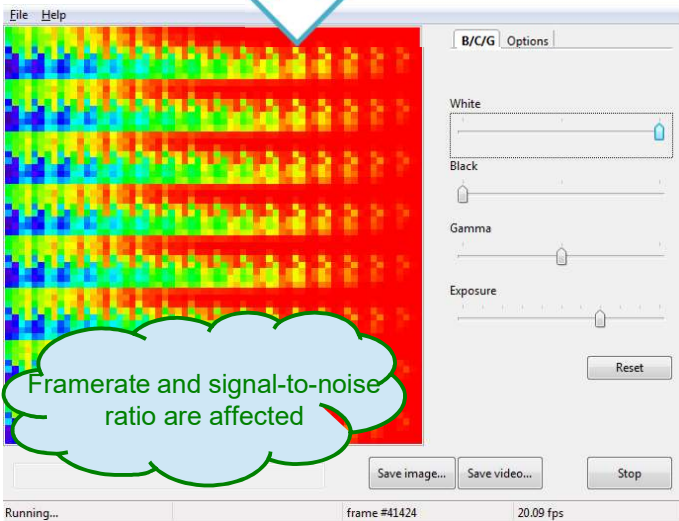 File Help
B/C/G Options
White
Black
Gamma
Exposure
Reset
Framerate and signal-to-noise
ratio are affected
Save image... Save video... Stop
Running... frame #41424 20.09 fps